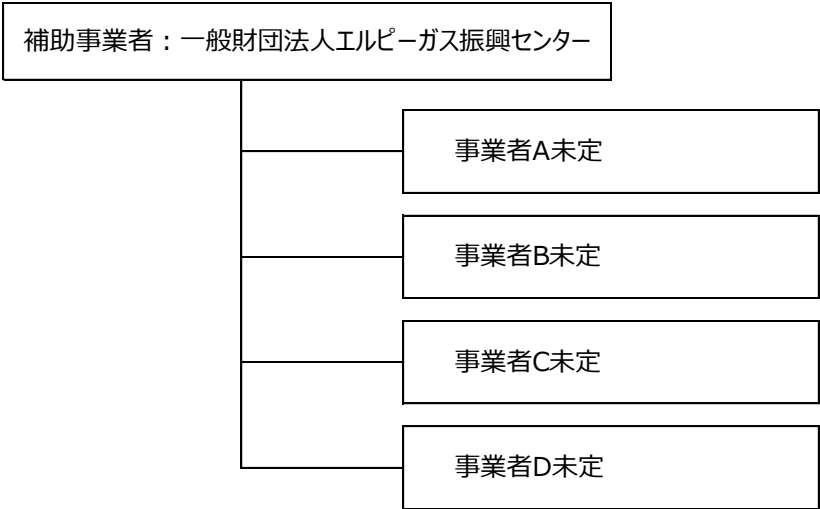 補助事業者：一般財団法人エルピーガス振興センター
事業者A未定
事業者B未定
事業者C未定
事業者D未定